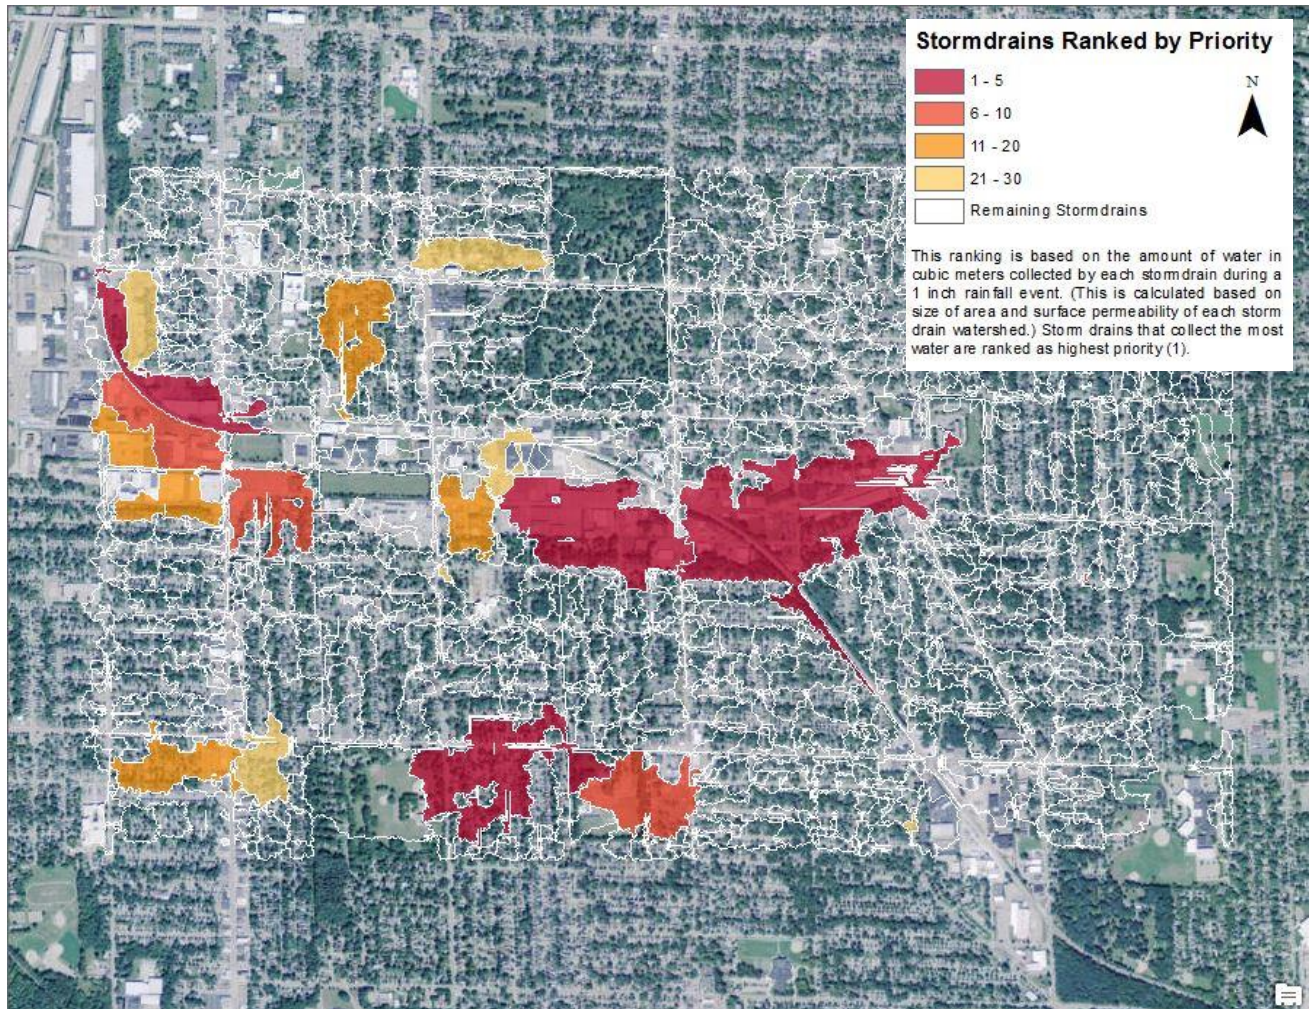 Stormdrains Ranked by Priority
1 - 5
N
6 - 10
11 - 20
21 - 30
Remaining Stormdrains
This ranking is based on the amount of water in
cubic meters collected by each stormdrain during a
1 inch rainfall event. (This is calculated based on
size of area and surface permeability of each storm
drain watershed.) Storm drains that collect the most
water are ranked as highest priority (1).